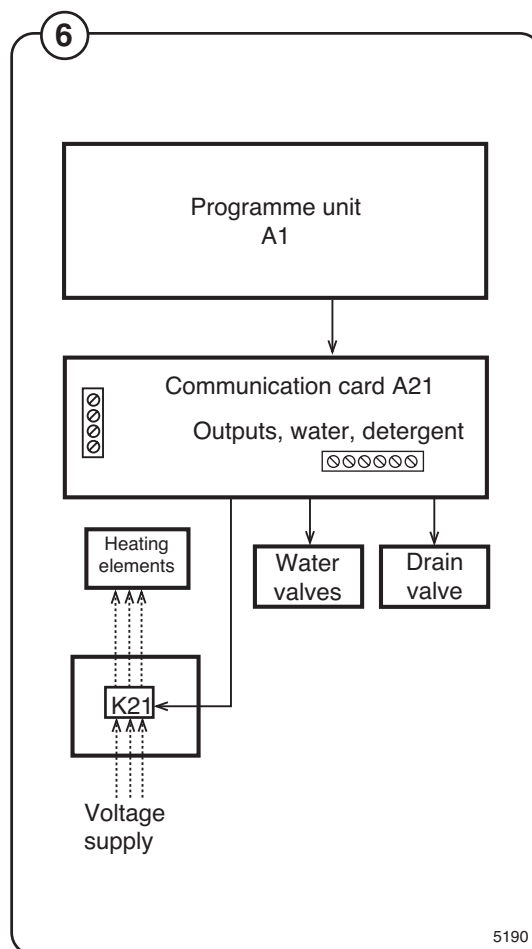 6
Programme unit
A1
Communication card A21
Outputs, water, detergent
Heating
elements
Water
valves
Drain
valve
K21
Voltage
supply
5190